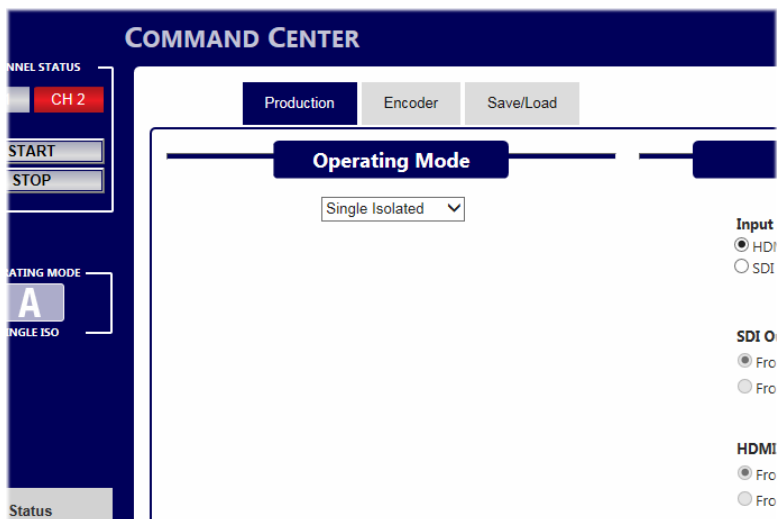 COMMAND CENTER
NNEL STATUS
CH 2
START
STOP
RATING MODE
A
INGLE ISO
Status
Production
Encoder
Save/Load
Operating Mode
Single Isolated
Input
HDM
SDI
SDI O
Fro
Fro
HDMI
Fro
Fro